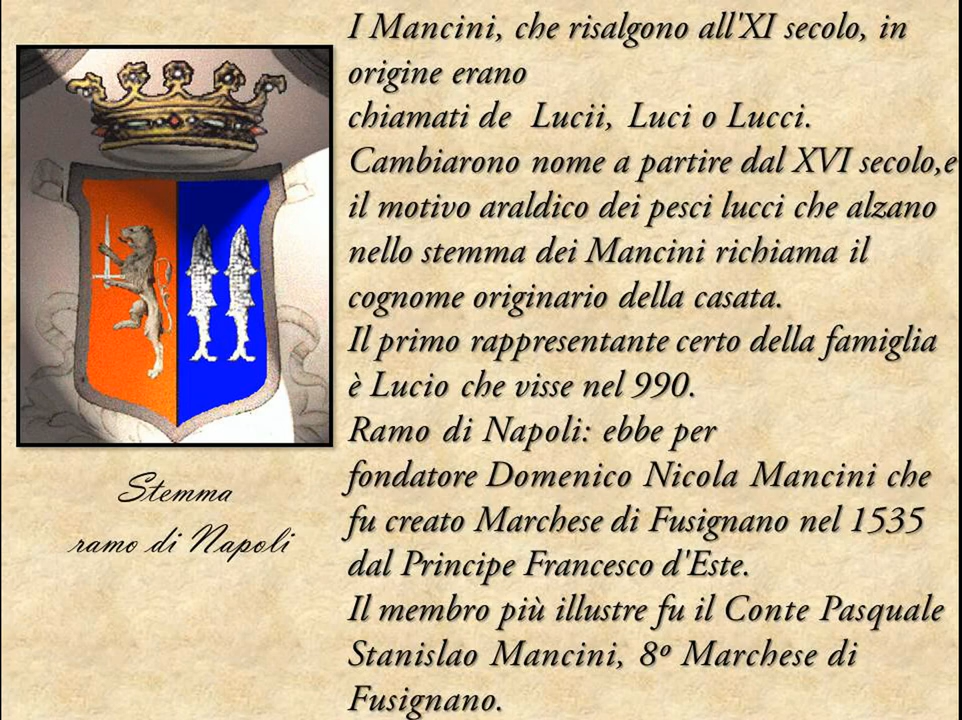 I Mancini, che risalgono all'XI secolo, in
origine erano
chiamati de Lucii, Luci o Lucci.
Cambiarono nome a partire dal XVI secolo,e
il motivo araldico dei pesci lucci che alzano
nello stemma dei Mancini richiama il
cognome originario della casata.
Il primo rappresentante certo della famiglia
è Lucio che visse nel 990.
Ramo di Napoli: ebbe per
fondatore Domenico Nicola Mancini che
fu creato Marchese di Fusignano nel 1535
dal Principe Francesco d'Este.
Il membro più illustre fu il Conte Pasquale
Stanislao Mancini, 8º Marchese di
Fusignano.
Stemma
ramo di Napoli